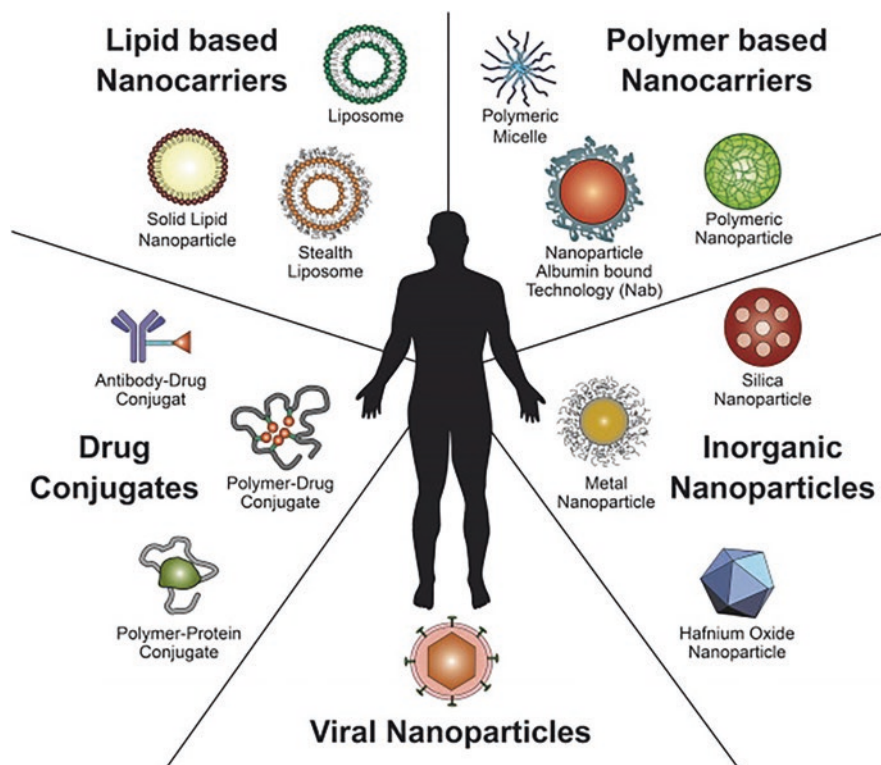 Lipid based
Nanocarriers
Liposome
Solid Lipid
Nanoparticle
Stealth
Liposome
Polymer based
Nanocarriers
Polymeric
Micelle
Nanoparticle
Albumin bound
Technology (Nab)
Polymeric
Nanoparticle
Antibody-Drug
Conjugat
Drug
Conjugates
Polymer-Drug
Conjugate
Polymer-Protein
Conjugate
Silica
Nanoparticle
Metal
Nanoparticle
Inorganic
Nanoparticles
Hafnium Oxide
Nanoparticle
Viral Nanoparticles